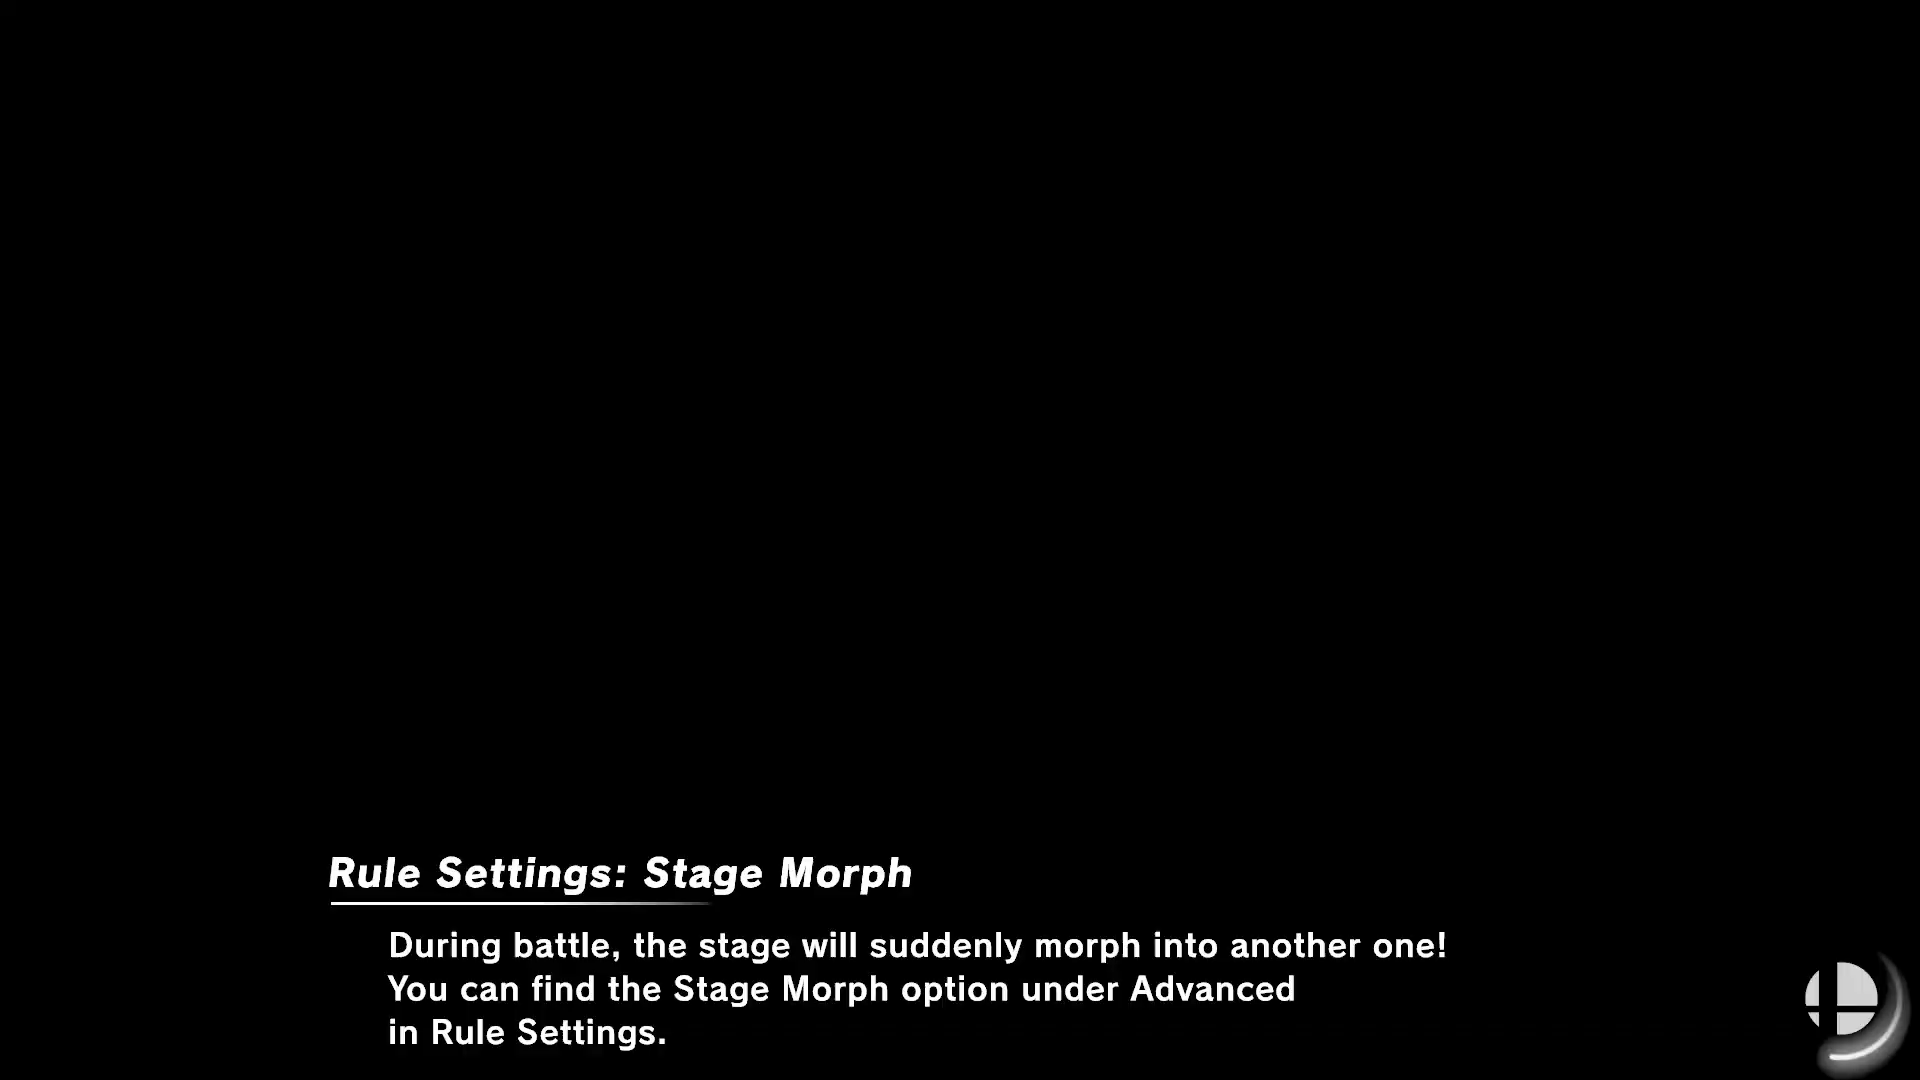 Rule Settings: Stage Morph
During battle, the stage will suddenly morph into another one!
You can find the Stage Morph option under Advanced
in Rule Settings.